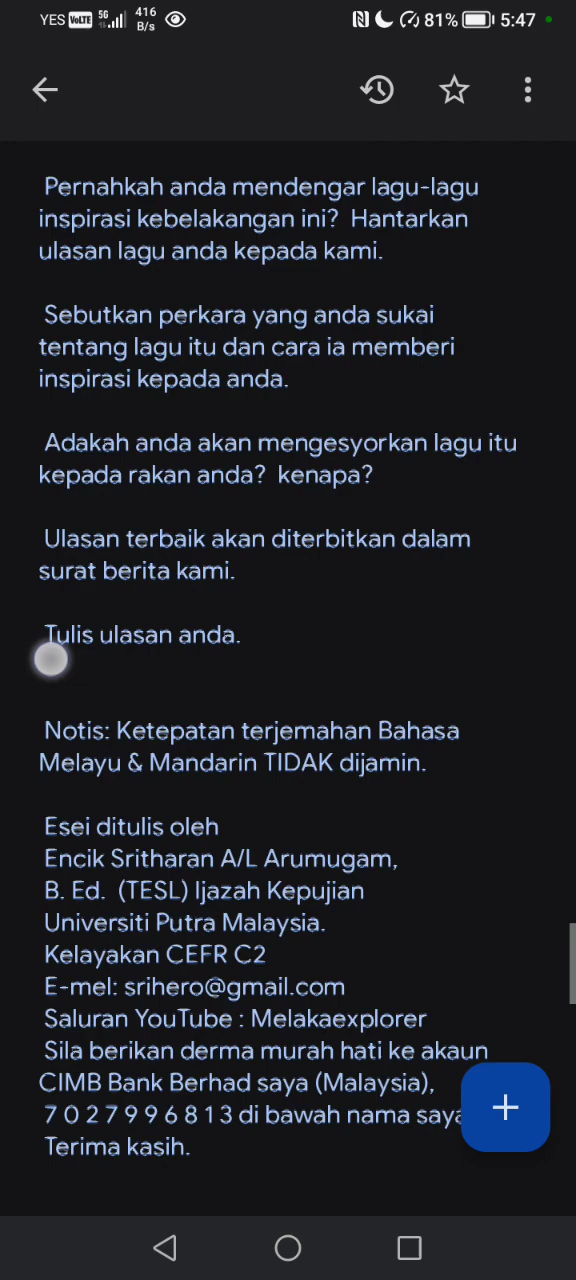 YES VoLTE 5G 416 B/s 81% 5:47
Pernahkah anda mendengar lagu-lagu
inspirasi kebelakangan ini?  Hantarkan
ulasan lagu anda kepada kami.
Sebutkan perkara yang anda sukai
tentang lagu itu dan cara ia memberi
inspirasi kepada anda.
Adakah anda akan mengesyorkan lagu itu
kepada rakan anda?  kenapa?
Ulasan terbaik akan diterbitkan dalam
surat berita kami.
Tulis ulasan anda.
Notis: Ketepatan terjemahan Bahasa
Melayu & Mandarin TIDAK dijamin.
Esei ditulis oleh
Encik Sritharan A/L Arumugam,
B. Ed.  (TESL) Ijazah Kepujian
Universiti Putra Malaysia.
Kelayakan CEFR C2
E-mel: srihero@gmail.com
Saluran YouTube : Melakaexplorer
Sila berikan derma murah hati ke akaun
CIMB Bank Berhad saya (Malaysia),
7 0 2 7 9 9 6 8 1 3 di bawah nama saya
Terima kasih.